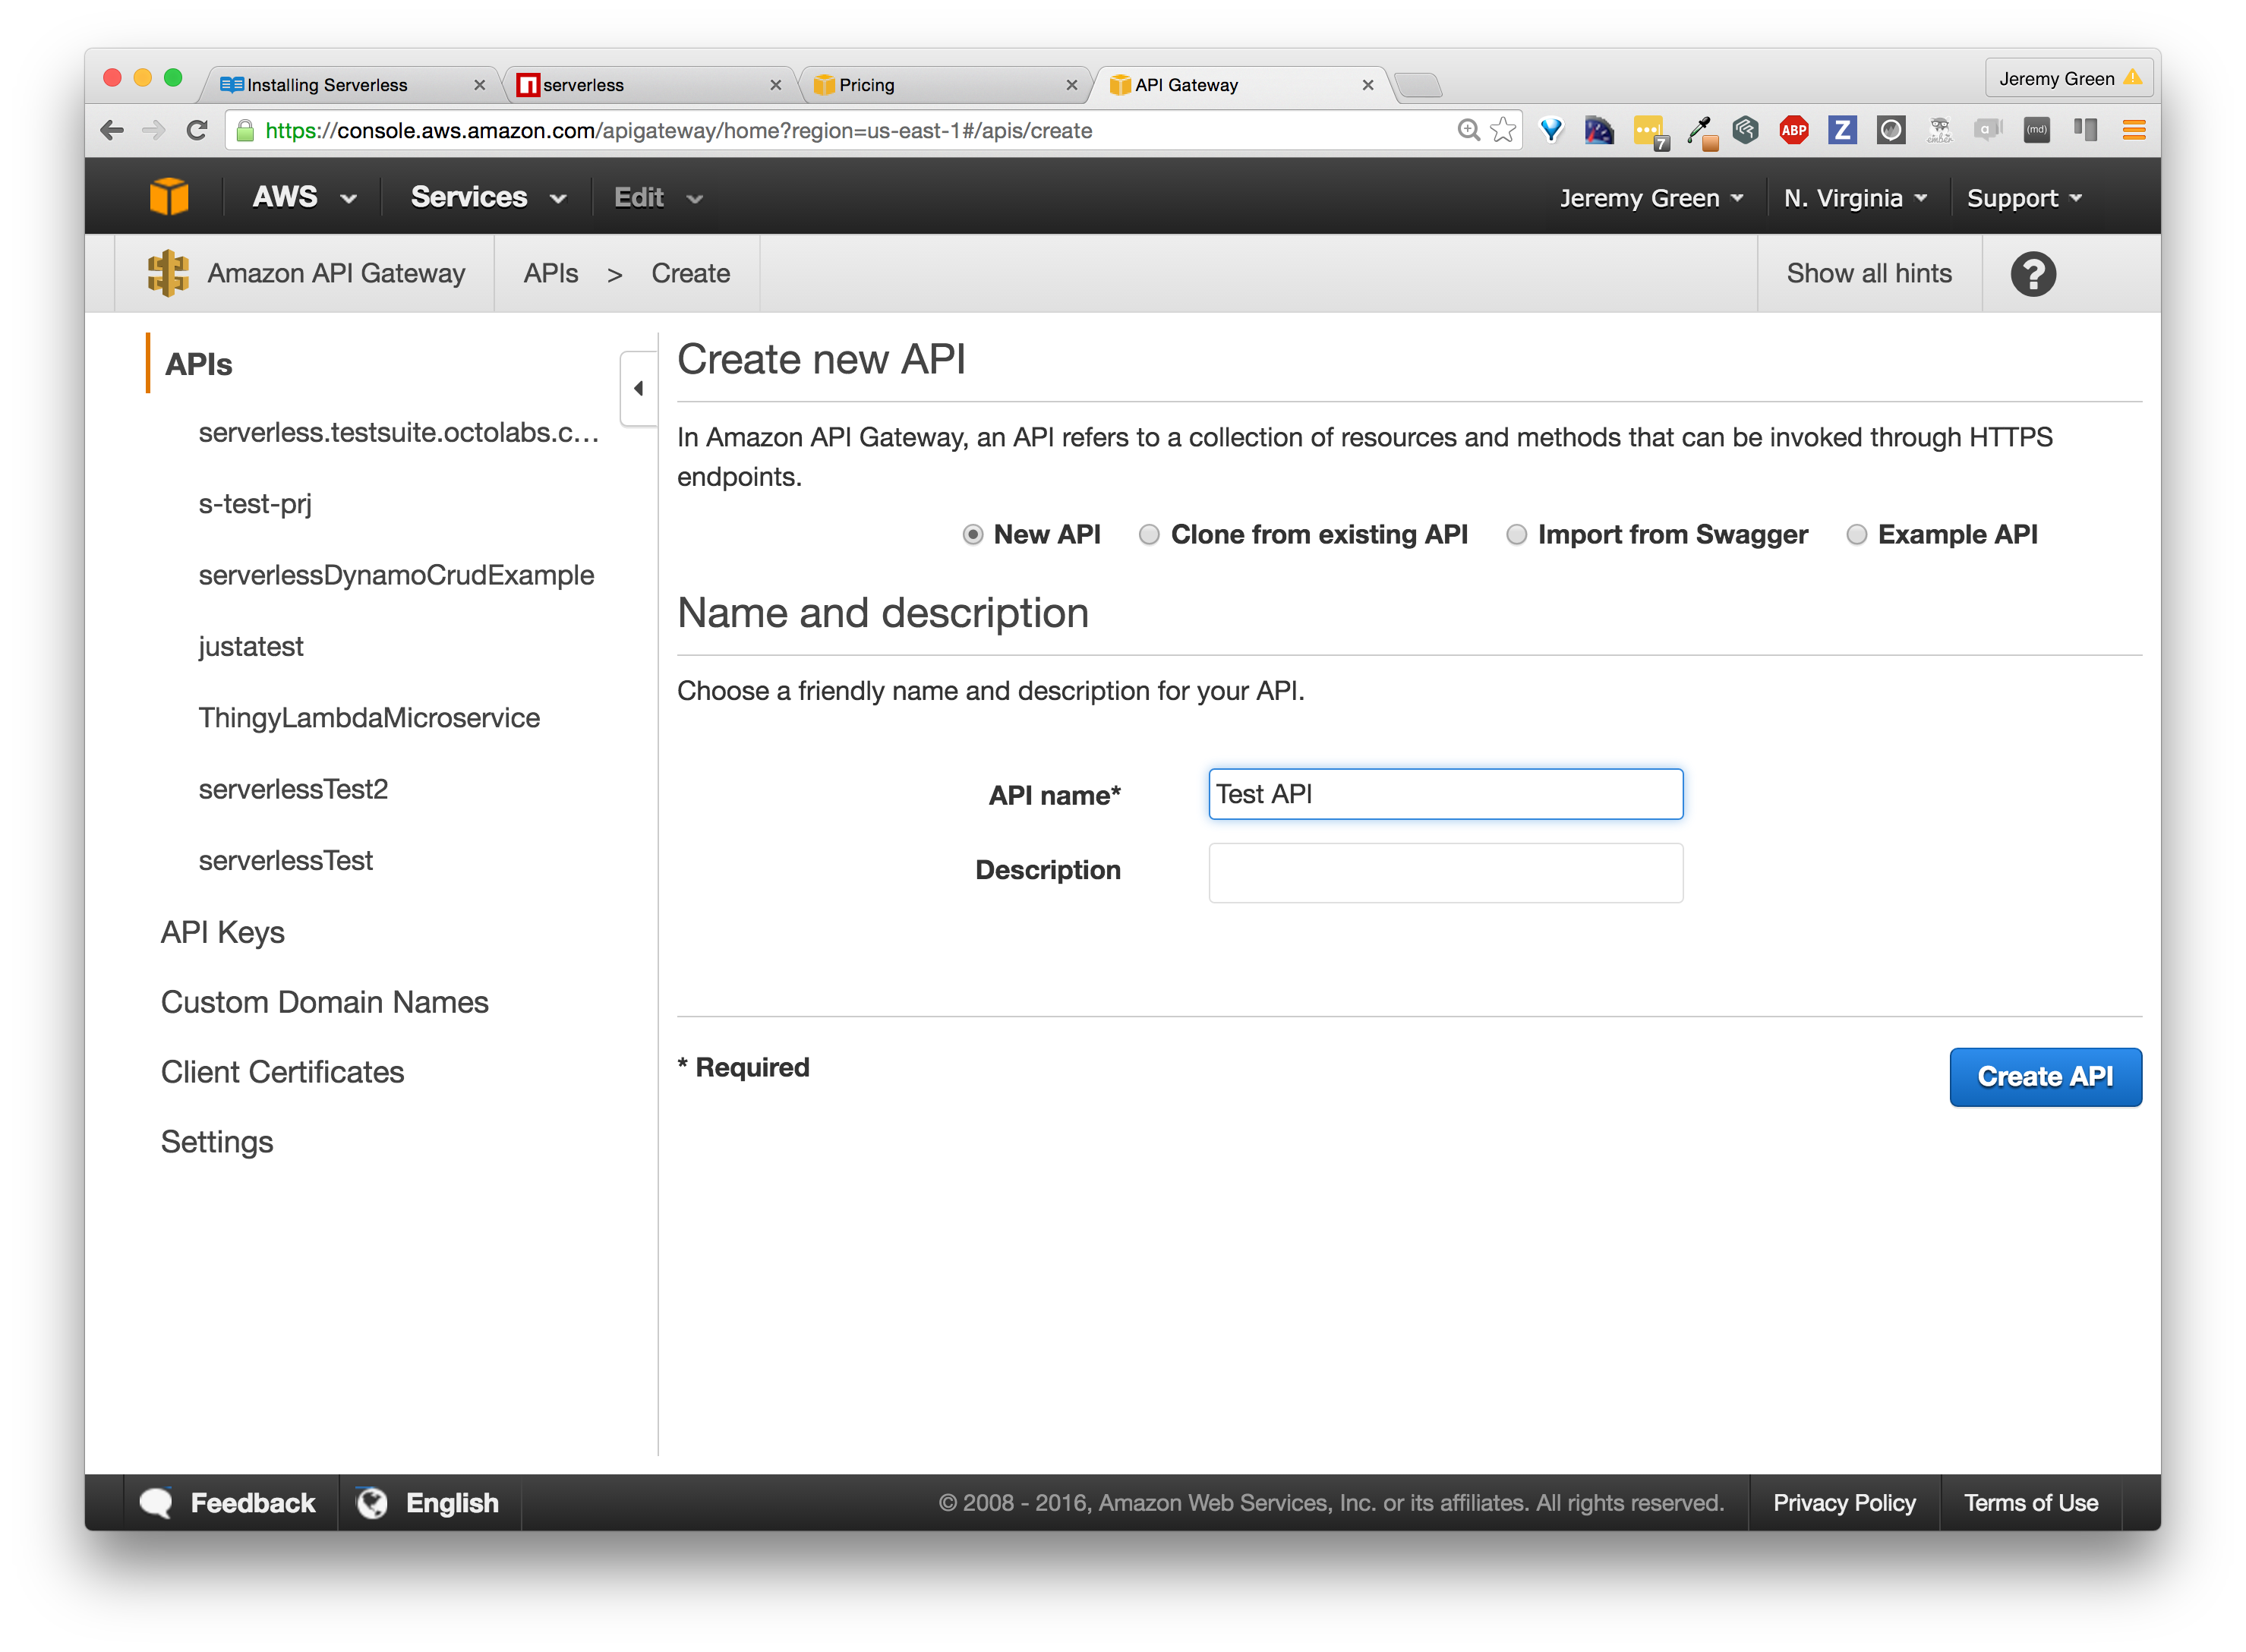 Installing Serverless
serverless
Pricing
API Gateway
Jeremy Green
https://console.aws.amazon.com/apigateway/home?region=us-east-1#/apis/create
7
ABP
Z
a
(md)
AWS
Services
Edit
Jeremy Green
N. Virginia
Support
Amazon API Gateway
APIs > Create
Show all hints
?
APIs
serverless.testsuite.octolabs.c...
s-test-prj
serverlessDynamoCrudExample
justatest
ThingyLambdaMicroservice
serverlessTest2
serverlessTest
API Keys
Custom Domain Names
Client Certificates
Settings
Create new API
In Amazon API Gateway, an API refers to a collection of resources and methods that can be invoked through HTTPS
endpoints.
New API
Clone from existing API
Import from Swagger
Example API
Name and description
Choose a friendly name and description for your API.
API name*
Test API
Description
* Required
Create API
Feedback
English
© 2008 - 2016, Amazon Web Services, Inc. or its affiliates. All rights reserved.
Privacy Policy
Terms of Use